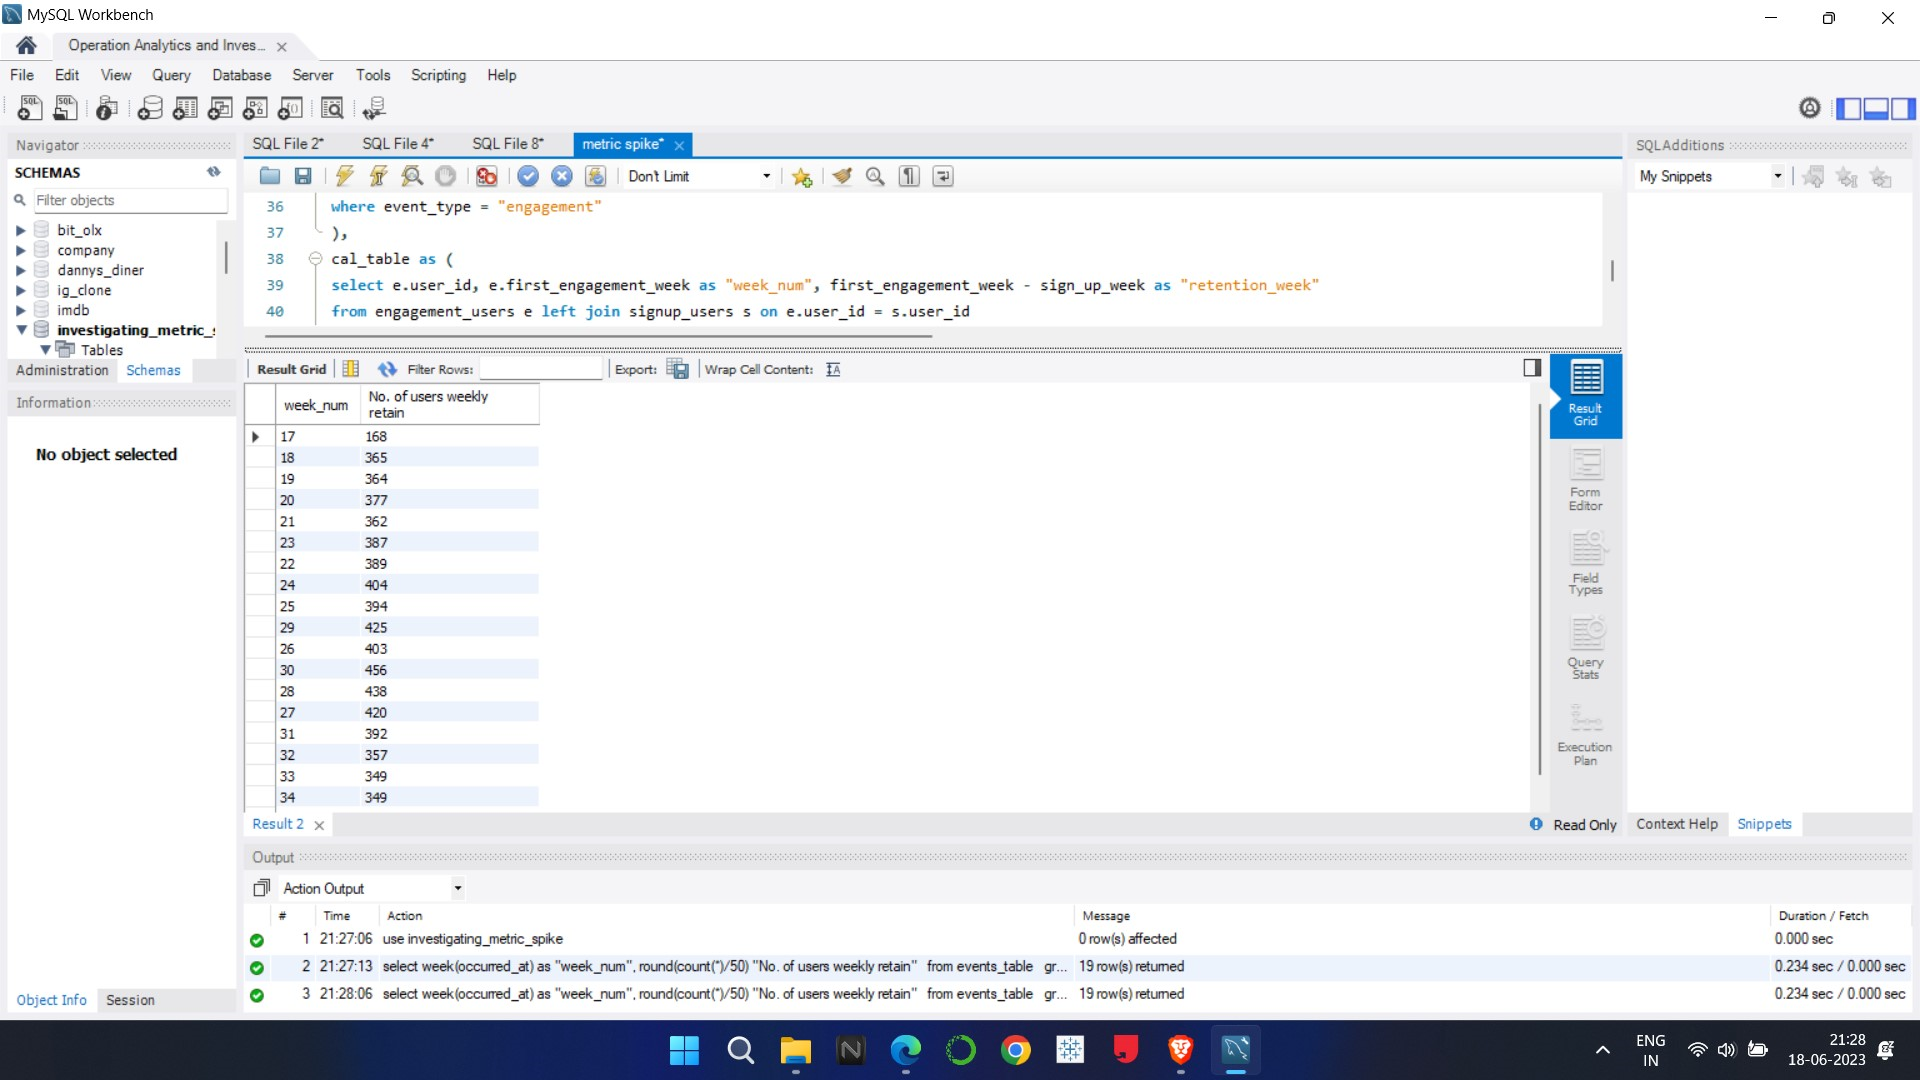 MySQL Workbench
Operation Analytics and Inves...
File Edit View Query Database Server Tools Scripting Help
Navigator
SCHEMAS
Filter objects
bit_olx
company
dannys_diner
ig_clone
imdb
investigating_metric_s
Tables
Administration Schemas
Information
No object selected
Object Info Session
SQL File 2* SQL File 4* SQL File 8* metric spike*
Don't Limit
36 where event_type = "engagement"
37 ),
38 cal_table as (
39 select e.user_id, e.first_engagement_week as "week_num", first_engagement_week - sign_up_week as "retention_week"
40 from engagement_users e left join signup_users s on e.user_id = s.user_id
Result Grid Filter Rows: Export: Wrap Cell Content:
week_num No. of users weekly retain
17 168
18 365
19 364
20 377
21 362
23 387
22 389
24 404
25 394
29 425
26 403
30 456
28 438
27 420
31 392
32 357
33 349
34 349
Result Grid
Form Editor
Field Types
Query Stats
Execution Plan
Result 2
Read Only
SQLAdditions
My Snippets
Context Help Snippets
Output
Action Output
# Time Action Message Duration / Fetch
1 21:27:06 use investigating_metric_spike 0 row(s) affected 0.000 sec
2 21:27:13 select week(occurred_at) as "week_num", round(count(*)/50) "No. of users weekly retain" from events_table gr... 19 row(s) returned 0.234 sec / 0.000 sec
3 21:28:06 select week(occurred_at) as "week_num", round(count(*)/50) "No. of users weekly retain" from events_table gr... 19 row(s) returned 0.234 sec / 0.000 sec
ENG
IN
21:28
18-06-2023